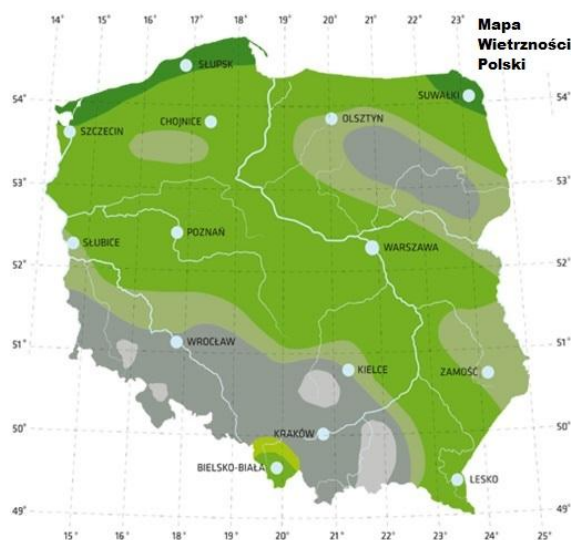 14° 15° 16° 17° 18° 19° 20° 21° 22° 23°
Mapa
Wietrzności
Polski
SŁUPSK
SUWAŁKI
54° 54°
CHOJNICE
OLSZTYN
SZCZECIN
53° 53°
POZNAŃ
SŁUBICE
WARSZAWA
52° 52°
WROCŁAW
51° 51°
KIELCE
ZAMOŚĆ
50° 50°
KRAKÓW
BIELSKO-BIAŁA
LESKO
49° 49°
15° 16° 17° 18° 19° 20° 21° 22° 23° 24° 25°